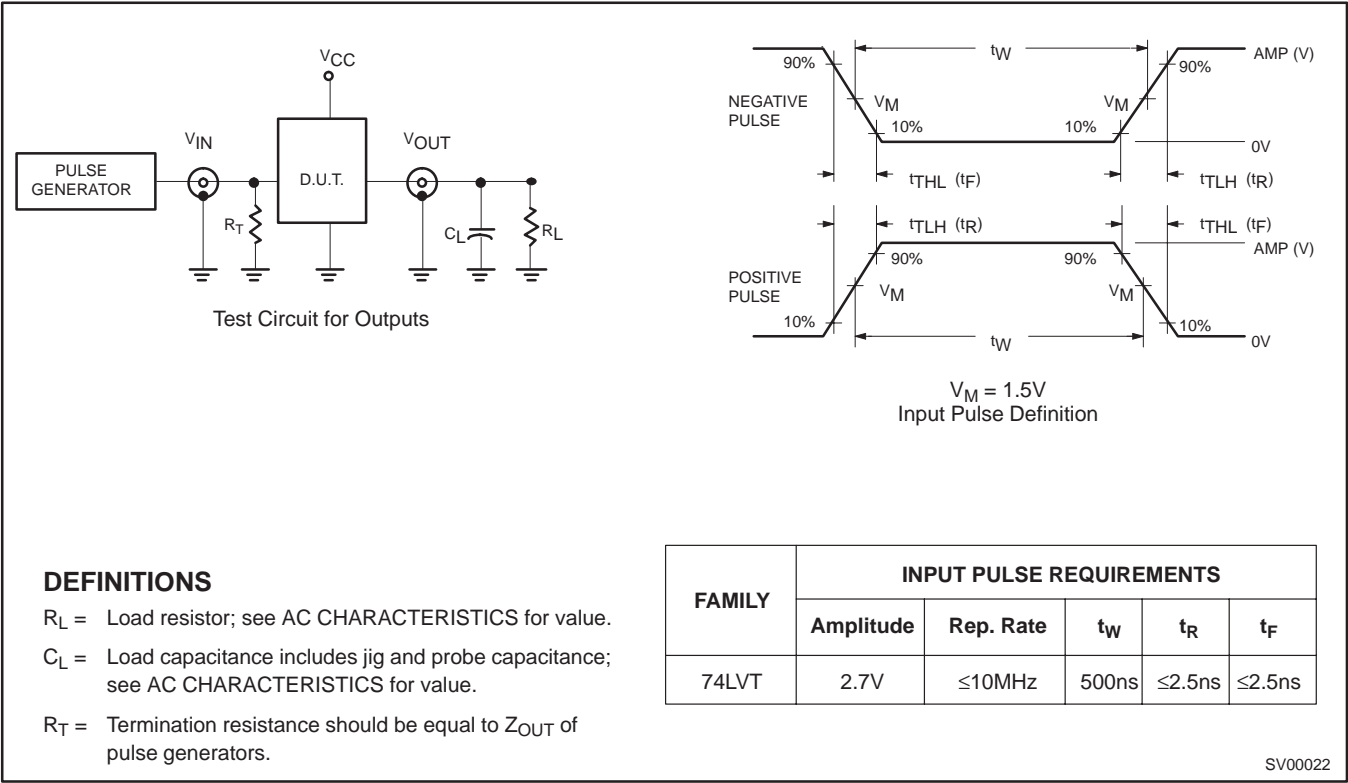 VCC
VIN
VOUT
PULSE
GENERATOR
D.U.T.
RT
CL
RL
Test Circuit for Outputs
90%
tW
90%
AMP (V)
NEGATIVE
PULSE
VM
VM
10%
10%
0V
tTHL (tF)
tTLH (tR)
tTLH (tR)
tTHL (tF)
AMP (V)
90%
90%
POSITIVE
PULSE
VM
VM
10%
10%
tW
0V
VM = 1.5V
Input Pulse Definition
DEFINITIONS
RL = Load resistor; see AC CHARACTERISTICS for value.
CL = Load capacitance includes jig and probe capacitance;
see AC CHARACTERISTICS for value.
RT = Termination resistance should be equal to ZOUT of
pulse generators.
FAMILY
INPUT PULSE REQUIREMENTS
Amplitude Rep. Rate tW tR tF
74LVT 2.7V ≤10MHz 500ns ≤2.5ns ≤2.5ns
SV00022